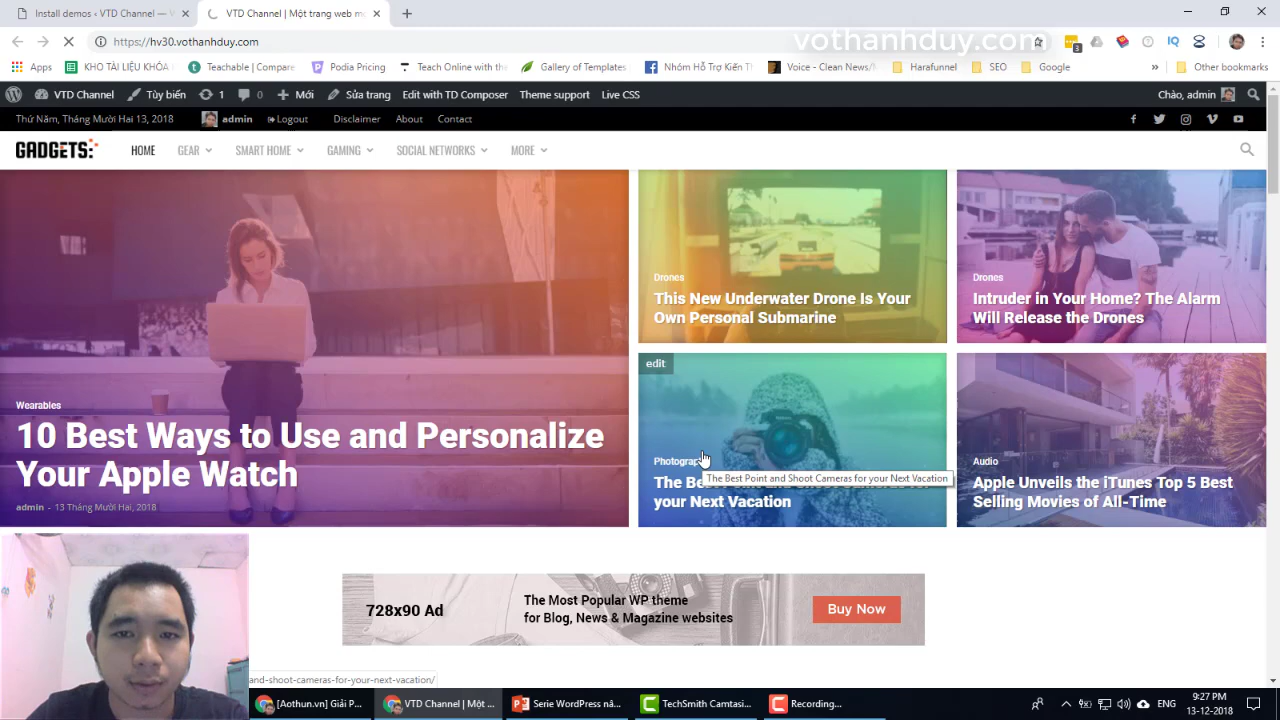 Install demos — V
VTD Channel | Một web d
https://hv30.vothanhduy.com
vothanhduy.com
3
IQ
Apps
KHO TÀI LIỆU KHÓA
Teachable | Compare
Podia Pricing
Teach Online with the
Gallery of Templates
Nhóm Hỗ Trợ Kiến T
Voice - Clean News/
Harafunnel
SEO
Google
Other bookmarks
VTD Channel
Tùy biến
1
0
Mới
Sửa trang
Edit with TD Composer
Theme support
Live CSS
Chào, admin
Thứ Năm, Tháng Mười Hai 13, 2018
admin
Logout
Disclaimer
About
Contact
GADGETS:
HOME
GEAR
SMART HOME
GAMING
SOCIAL NETWORKS
MORE
Wearables
10 Best Ways to Use and Personalize
Your Apple Watch
admin - 13 Tháng Mười Hai, 2018
Drones
This New Underwater Drone Is Your
Own Personal Submarine
Drones
Intruder in Your Home? The Alarm
Will Release the Drones
edit
Photograp
The Best Point and Shoot Cameras for your Next Vacation
The Be
your Next Vacation
Audio
Apple Unveils the iTunes Top 5 Best
Selling Movies of All-Time
728x90 Ad
The Most Popular WP theme
for Blog, News & Magazine websites
Buy Now
and-shoot-cameras-for-your-next-vacation/
[Aothun.vn] Giải P...
VTD Channel | Một ...
Serie WordPress nâ...
TechSmith Camtasi...
Recording...
ENG
9:27 PM
13-12-2018